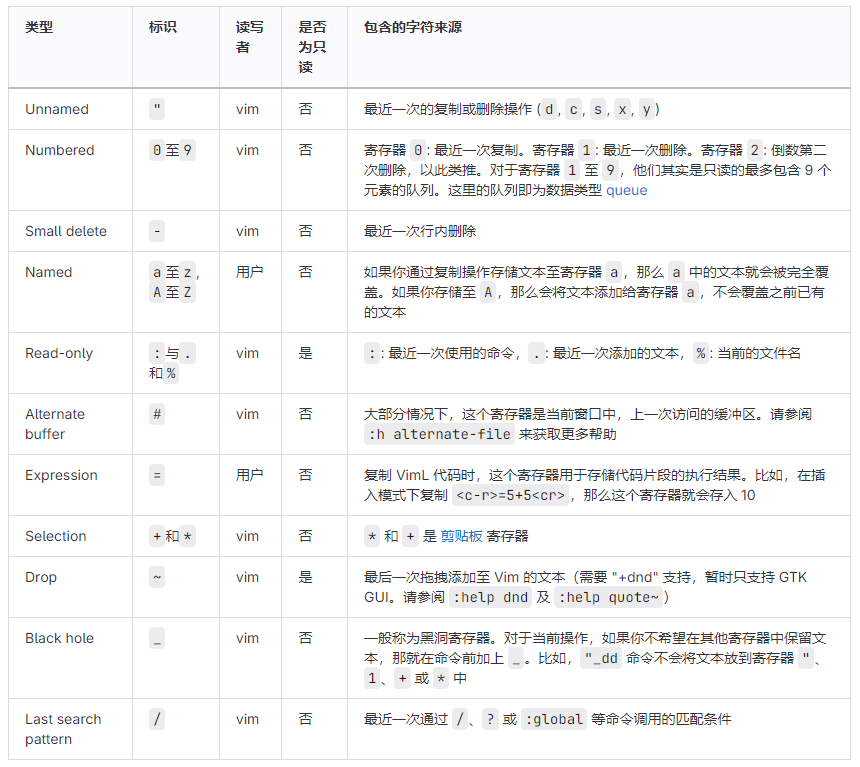 类型 标识 读写者 是否为只读 包含的字符来源
Unnamed " vim 否 最近一次的复制或删除操作 ( d , c , s , x , y )
Numbered 0 至 9 vim 否 寄存器 0 : 最近一次复制。寄存器 1 : 最近一次删除。寄存器 2 : 倒数第二
次删除，以此类推。对于寄存器 1 至 9 ，他们其实是只读的最多包含 9 个
元素的队列。这里的队列即为数据类型 queue
Small delete - vim 否 最近一次行内删除
Named a 至 z , A 至 Z 用户 否 如果你通过复制操作存储文本至寄存器 a ，那么 a 中的文本就会被完全覆
盖。如果你存储至 A ，那么会将文本添加给寄存器 a ，不会覆盖之前已有
的文本
Read-only : 与 . 和 % vim 是 : : 最近一次使用的命令， . : 最近一次添加的文本， % : 当前的文件名
Alternate buffer # vim 否 大部分情况下，这个寄存器是当前窗口中，上一次访问的缓冲区。请参阅
:h alternate-file 来获取更多帮助
Expression = 用户 否 复制 VimL 代码时，这个寄存器用于存储代码片段的执行结果。比如，在插
入模式下复制 <c-r>=5+5<cr> ，那么这个寄存器就会存入 10
Selection + 和 * vim 否 * 和 + 是 剪贴板 寄存器
Drop ~ vim 是 最后一次拖拽添加至 Vim 的文本（需要 "+dnd" 支持，暂时只支持 GTK
GUI。请参阅 :help dnd 及 :help quote~ ）
Black hole _ vim 否 一般称为黑洞寄存器。对于当前操作，如果你不希望在其他寄存器中保留文
本，那就在命令前加上 _ 。比如， "_dd 命令不会将文本放到寄存器 " 、
1 、 + 或 * 中
Last search pattern / vim 否 最近一次通过 / 、 ? 或 :global 等命令调用的匹配条件